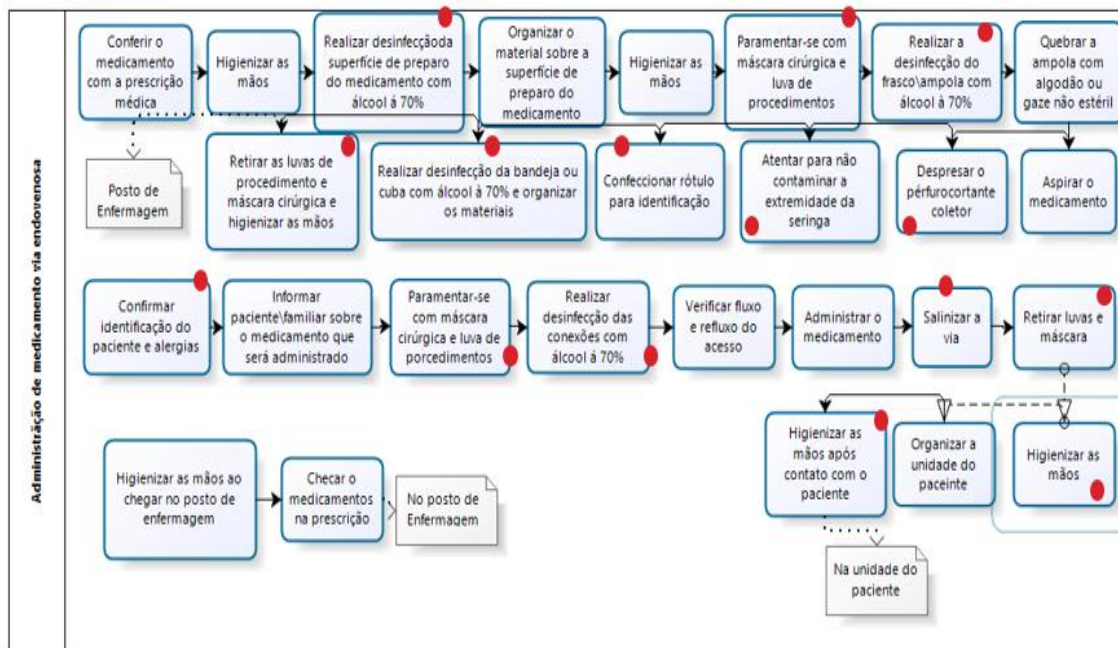 Administração de medicamento via endovenosa
Conferir o
medicamento
com a prescrição
médica
Higienizar as
mãos
Realizar desinfecçãoda
superfície de preparo
do medicamento com
álcool á 70%
Organizar o
material sobre a
superfície de
preparo do
medicamento
Higienizar as
mãos
Paramentar-se com
máscara cirúrgica e
luva de
procedimentos
Realizar a
desinfecção do
frasco\ampola com
álcool á 70%
Quebrar a
ampola com
algodão ou
gaze não estéril
Posto de
Enfermagem
Retirar as luvas de
procedimento e
máscara cirurgica e
higienizar as mãos
Realizar desinfecção da bandeja ou
cuba com álcool á 70% e organizar
os materiais
Confeccionar rótulo
para identificação
Atentar para não
contaminar a
extremidade da
seringa
Despresar o
pérfurocortante
coletor
Aspirar o
medicamento
Confirmar
identificação do
paciente e alergias
Informar
paciente\familiar sobre
o medicamento que
será administrado
Paramentar-se
com máscara
cirúrgica e luva de
porcedimentos
Realizar
desinfecção das
conexões com
álcool á 70%
Verificar fluxo
e refluxo do
acesso
Administrar o
medicamento
Salinizar a
via
Retirar luvas e
máscara
Higienizar as
mãos após
contato com o
paciente
Organizar a
unidade do
paceinte
Higienizar as
mãos
Higienizar as mãos ao
chegar no posto de
enfermagem
Checar o
medicamentos
na prescrição
No posto de
Enfermagem
Na unidade do
paciente